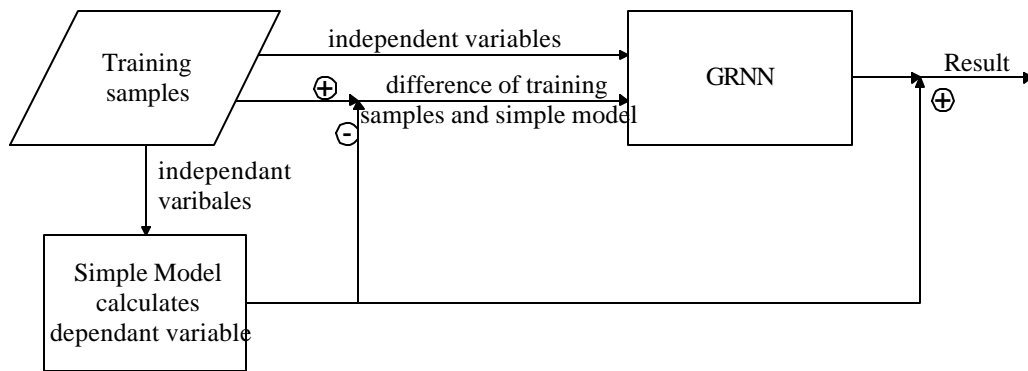 Training
samples
independent variables
+
difference of training
samples and simple model
-
GRNN
Result
+
independant
varibales
Simple Model
calculates
dependant variable